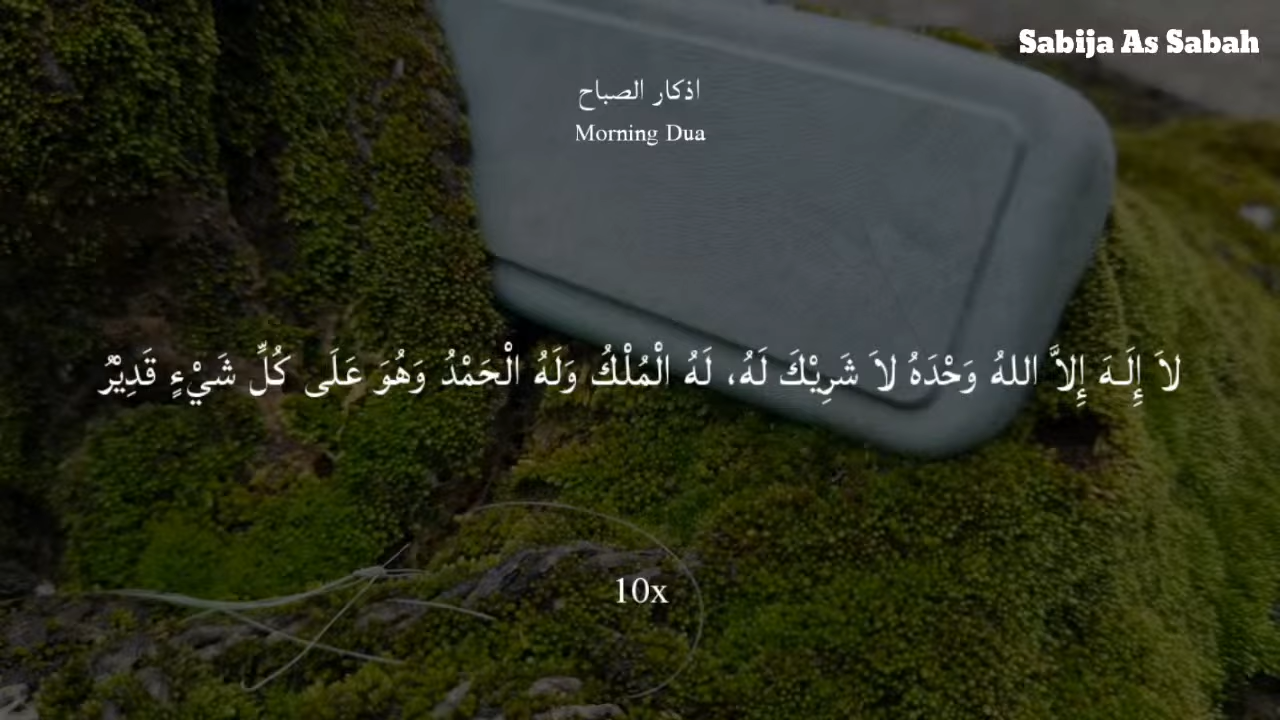 Sabija As Sabah
اذكار الصباح
Morning Dua
لاَ إِلَـهَ إِلاَّ اللهُ وَحْدَهُ لاَ شَرِيْكَ لَهُ، لَهُ الْمُلْكُ وَلَهُ الْحَمْدُ وَهُوَ عَلَى كُلِّ شَيْءٍ قَدِيْرٌ
10x